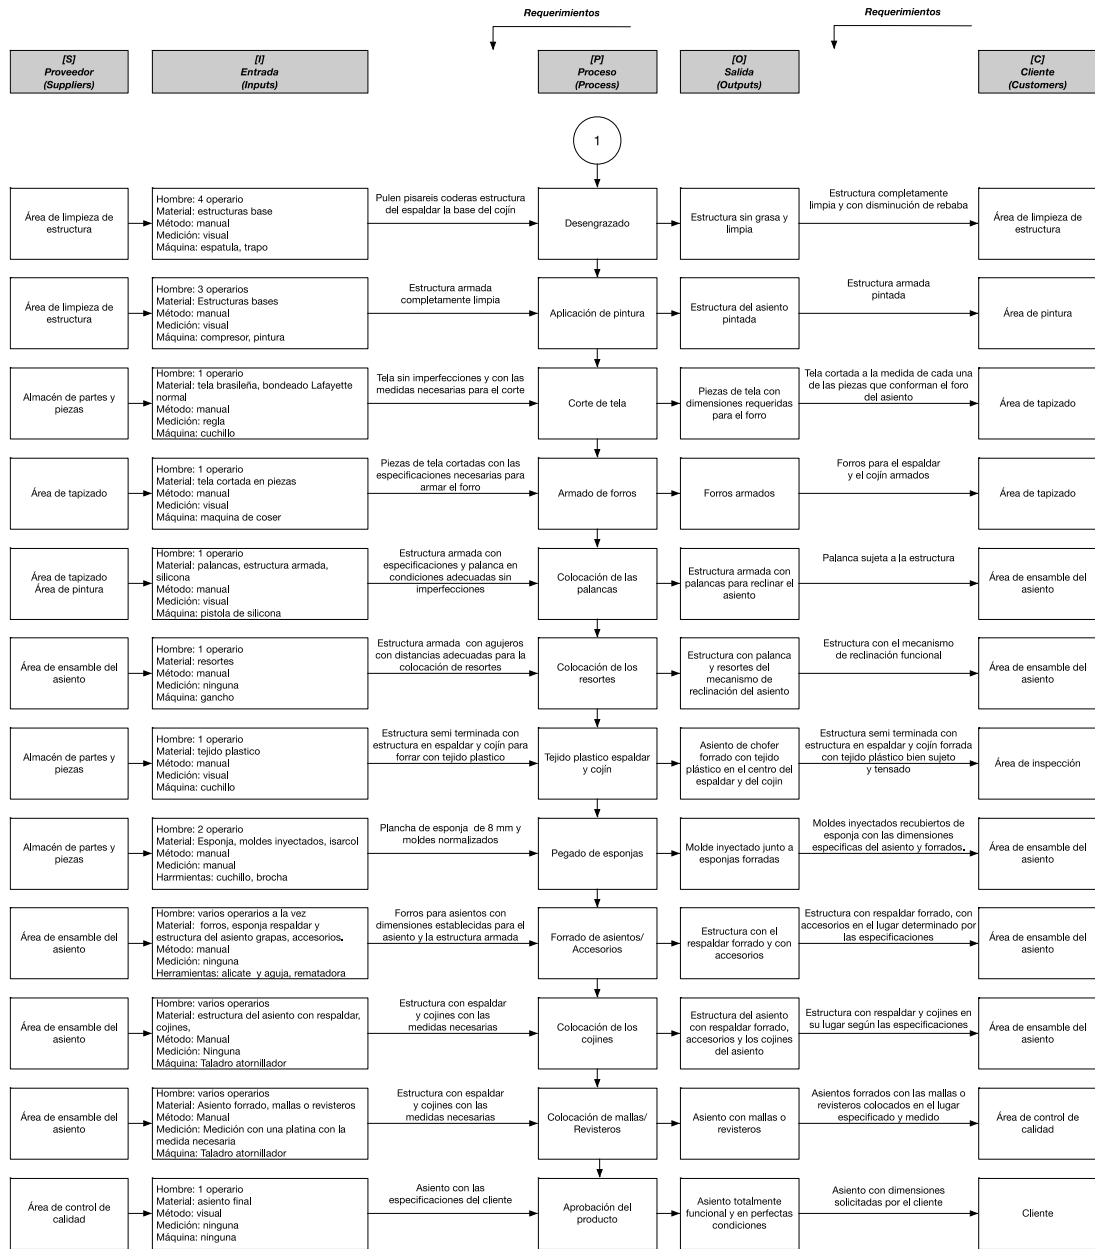 Requerimientos
Requerimientos
[S]
Proveedor
(Suppliers)
[I]
Entrada
(Inputs)
[P]
Proceso
(Process)
[O]
Salida
(Outputs)
[C]
Cliente
(Customers)
1
Área de limpieza de
estructura
Hombre: 4 operario
Material: estructuras base
Método: manual
Medición: visual
Máquina: espatula, trapo
Pulen pisareis coderas estructura
del espaldar la base del cojín
Desengrazado
Estructura sin grasa y
limpia
Estructura completamente
limpia y con disminución de rebaba
Área de limpieza de
estructura
Área de limpieza de
estructura
Hombre: 3 operarios
Material: Estructuras bases
Método: manual
Medición: visual
Máquina: compresor, pintura
Estructura armada
completamente limpia
Aplicación de pintura
Estructura del asiento
pintada
Estructura armada
pintada
Área de pintura
Almacén de partes y
piezas
Hombre: 1 operario
Material: tela brasileña, bondeado Lafayette
normal
Método: manual
Medición: regla
Máquina: cuchillo
Tela sin imperfecciones y con las
medidas necesarias para el corte
Corte de tela
Piezas de tela con
dimensiones requeridas
para el forro
Tela cortada a la medida de cada una
de las piezas que conforman el foro
del asiento
Área de tapizado
Área de tapizado
Hombre: 1 operario
Material: tela cortada en piezas
Método: manual
Medición: visual
Máquina: maquina de coser
Piezas de tela cortadas con las
especificaciones necesarias para
armar el forro
Armado de forros
Forros armados
Forros para el espaldar
y el cojín armados
Área de tapizado
Área de tapizado
Área de pintura
Hombre: 1 operario
Material: palancas, estructura armada,
silicona
Método: manual
Medición: visual
Máquina: pistola de silicona
Estructura armada con
especificaciones y palanca en
condiciones adecuadas sin
imperfecciones
Colocación de las
palancas
Estructura armada con
palancas para reclinar el
asiento
Palanca sujeta a la estructura
Área de ensamble del
asiento
Área de ensamble del
asiento
Hombre: 1 operario
Material: resortes
Método: manual
Medición: ninguna
Máquina: gancho
Estructura armada  con agujeros
con distancias adecuadas para la
colocación de resortes
Colocación de los
resortes
Estructura con palanca
y resortes del
mecanismo de
reclinación del asiento
Estructura con el mecanismo
de reclinación funcional
Área de ensamble del
asiento
Almacén de partes y
piezas
Hombre: 1 operario
Material: tejido plastico
Método: manual
Medición: visual
Máquina: cuchillo
Estructura semi terminada con
estructura en espaldar y cojín para
forrar con tejido plastico
Tejido plastico espaldar
y cojín
Asiento de chofer
forrado con tejido
plástico en el centro del
espaldar y del cojin
Estructura semi terminada con
estructura en espaldar y cojín forrada
con tejido plástico bien sujeto
y tensado
Área de inspección
Almacén de partes y
piezas
Hombre: 2 operario
Material: Esponja, moldes inyectados, isarcol
Método: manual
Medición: manual
Harrmientas: cuchillo, brocha
Plancha de esponja  de 8 mm y
moldes normalizados
Pegado de esponjas
Molde inyectado junto a
esponjas forradas
Moldes inyectados recubiertos de
esponja con las dimensiones
especificas del asiento y forrados.
Área de ensamble del
asiento
Área de ensamble del
asiento
Hombre: varios operarios a la vez
Material:  forros, esponja respaldar y
estructura del asiento grapas, accesorios.
Método: manual
Medición: ninguna
Herramientas: alicate  y aguja, rematadora
Forros para asientos con
dimensiones establecidas para el
asiento y la estructura armada
Forrado de asientos/
Accesorios
Estructura con el
respaldar forrado y con
accesorios
Estructura con respaldar forrado, con
accesorios en el lugar determinado por
las especificaciones
Área de ensamble del
asiento
Área de ensamble del
asiento
Hombre: varios operarios
Material: estructura del asiento con respaldar,
cojines,
Método: Manual
Medición: Ninguna
Máquina: Taladro atornillador
Estructura con espaldar
y cojines con las
medidas necesarias
Colocación de los
cojines
Estructura del asiento
con respaldar forrado,
accesorios y los cojines
del asiento
Estructura con respaldar y cojines en
su lugar según las especificaciones
Área de ensamble del
asiento
Área de ensamble del
asiento
Hombre: varios operarios
Material: Asiento forrado, mallas o revisteros
Método: Manual
Medición: Medición con una platina con la
medida necesaria
Máquina: Taladro atornillador
Estructura con espaldar
y cojines con las
medidas necesarias
Colocación de mallas/
Revisteros
Asiento con mallas o
revisteros
Asientos forrados con las mallas o
revisteros colocados en el lugar
especificado y medido
Área de control de
calidad
Área de control de
calidad
Hombre: 1 operario
Material: asiento final
Método: visual
Medición: ninguna
Máquina: ninguna
Asiento con las
especificaciones del cliente
Aprobación del
producto
Asiento totalmente
funcional y en perfectas
condiciones
Asiento con dimensiones
solicitadas por el cliente
Cliente